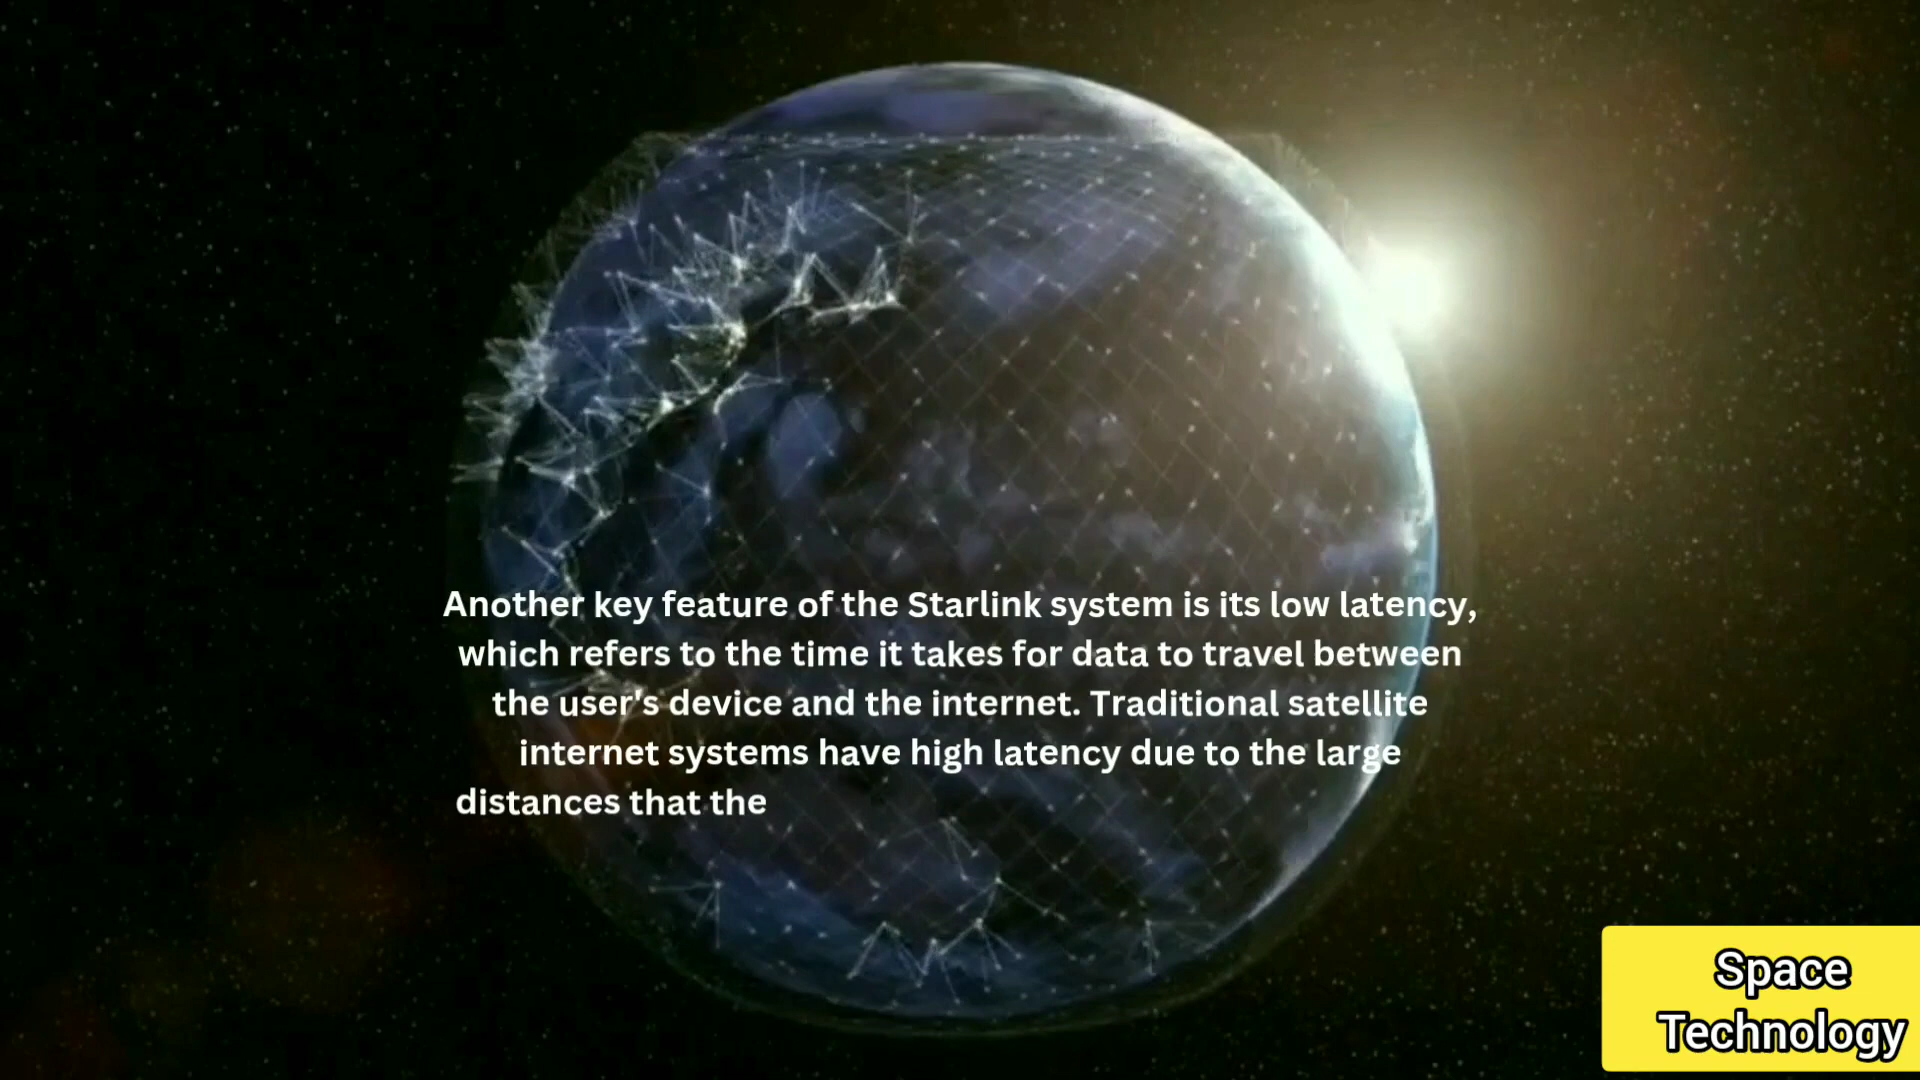 Another key feature of the Starlink system is its low latency,
which refers to the time it takes for data to travel between
the user's device and the internet. Traditional satellite
internet systems have high latency due to the large
distances that the
Space
Technology